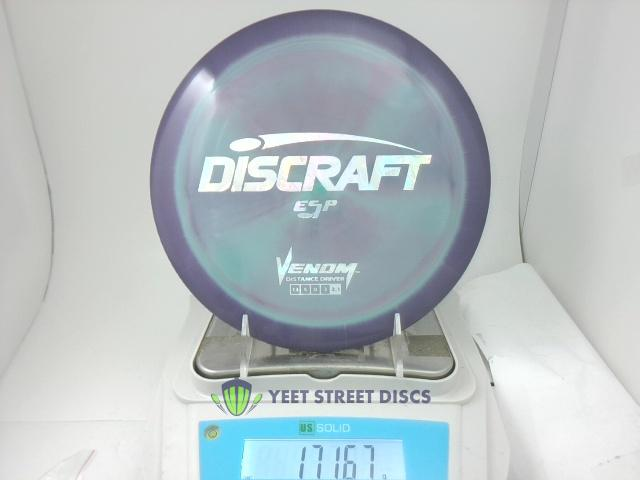 DISCRAFT
ESP
VENOM
DISTANCE DRIVER
YEET STREET DISCS
US SOLID
171.67 g